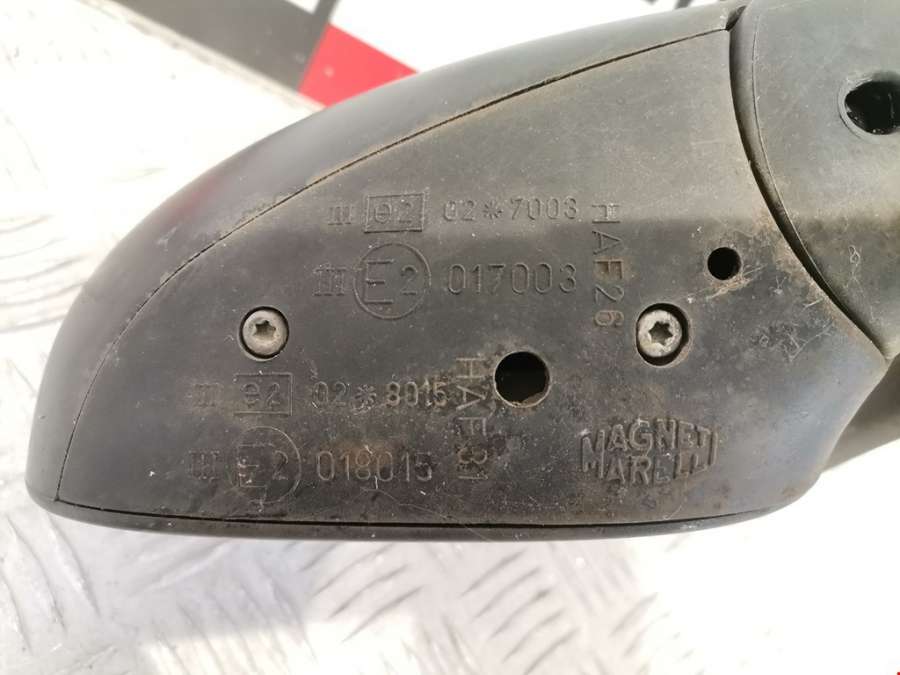 III e2 02*7003
III E2 017003
HAF26
III e2 02*8015
III E2 018015
HAF31
MAGNETI
MARELLI